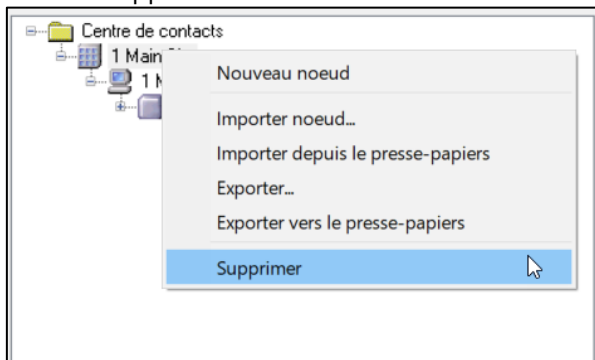 Centre de contacts
1 Main
1
Nouveau noeud
Importer noeud...
Importer depuis le presse-papiers
Exporter...
Exporter vers le presse-papiers
Supprimer